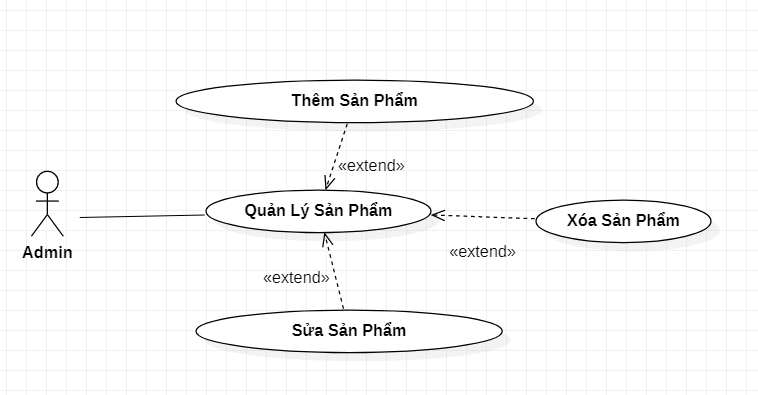 Thêm Sản Phẩm
«extend»
Quản Lý Sản Phẩm
Xóa Sản Phẩm
Admin
«extend»
«extend»
Sửa Sản Phẩm